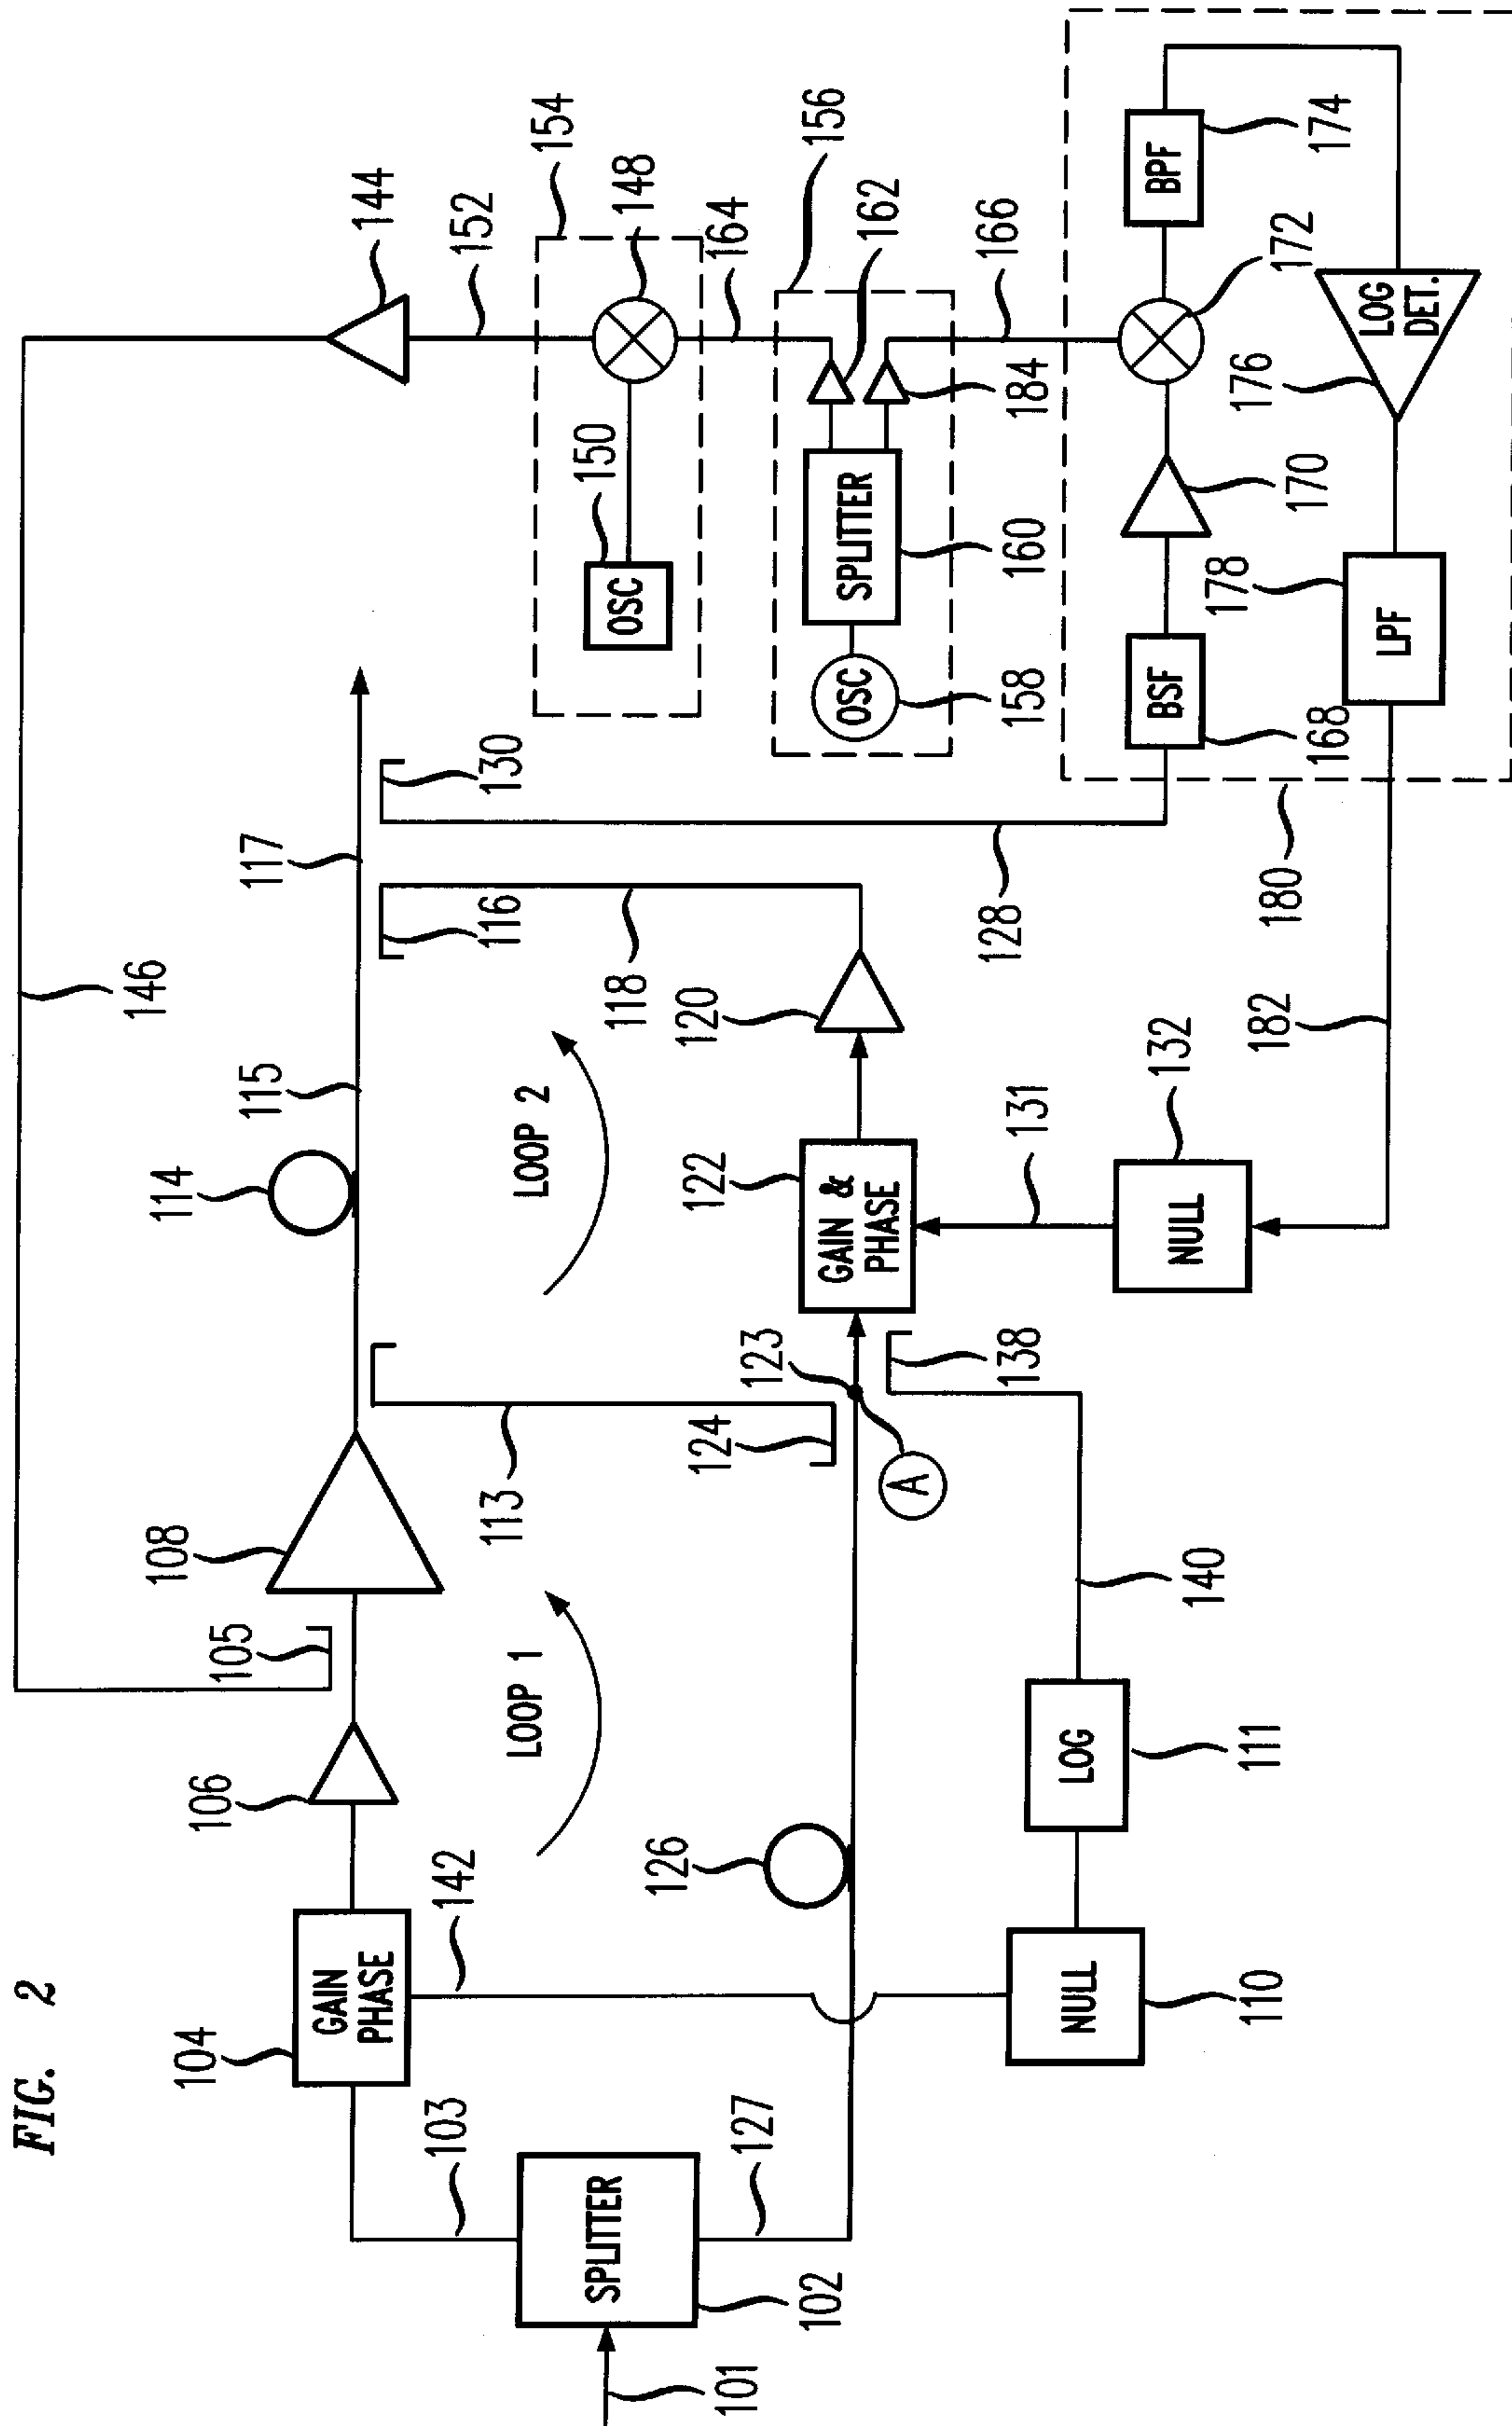 FIG. 2
101
SPLITTER
102
103
127
GAIN
PHASE
104
142
106
126
LOOP 1
NULL
110
LOG
111
140
105
108
113
124
A
123
138
146
114
115
LOOP 2
GAIN &
PHASE
122
131
NULL
132
120
118
116
117
130
128
182
144
152
154
148
OSC
150
164
156
162
SPLITTER
160
OSC
158
184
166
180
BSF
168
170
172
BPF
174
LOG
DET.
176
LPF
178